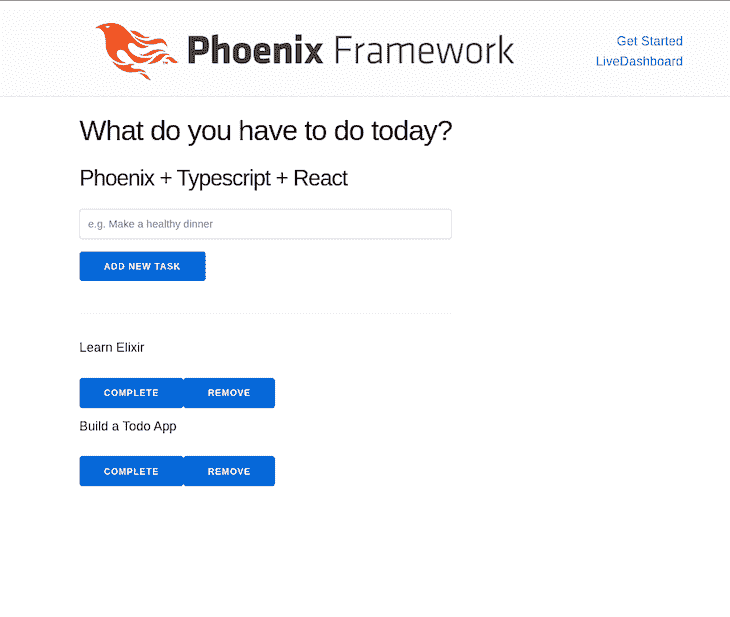 Phoenix Framework
Get Started
LiveDashboard
What do you have to do today?
Phoenix + Typescript + React
e.g. Make a healthy dinner
ADD NEW TASK
Learn Elixir
COMPLETE REMOVE
Build a Todo App
COMPLETE REMOVE